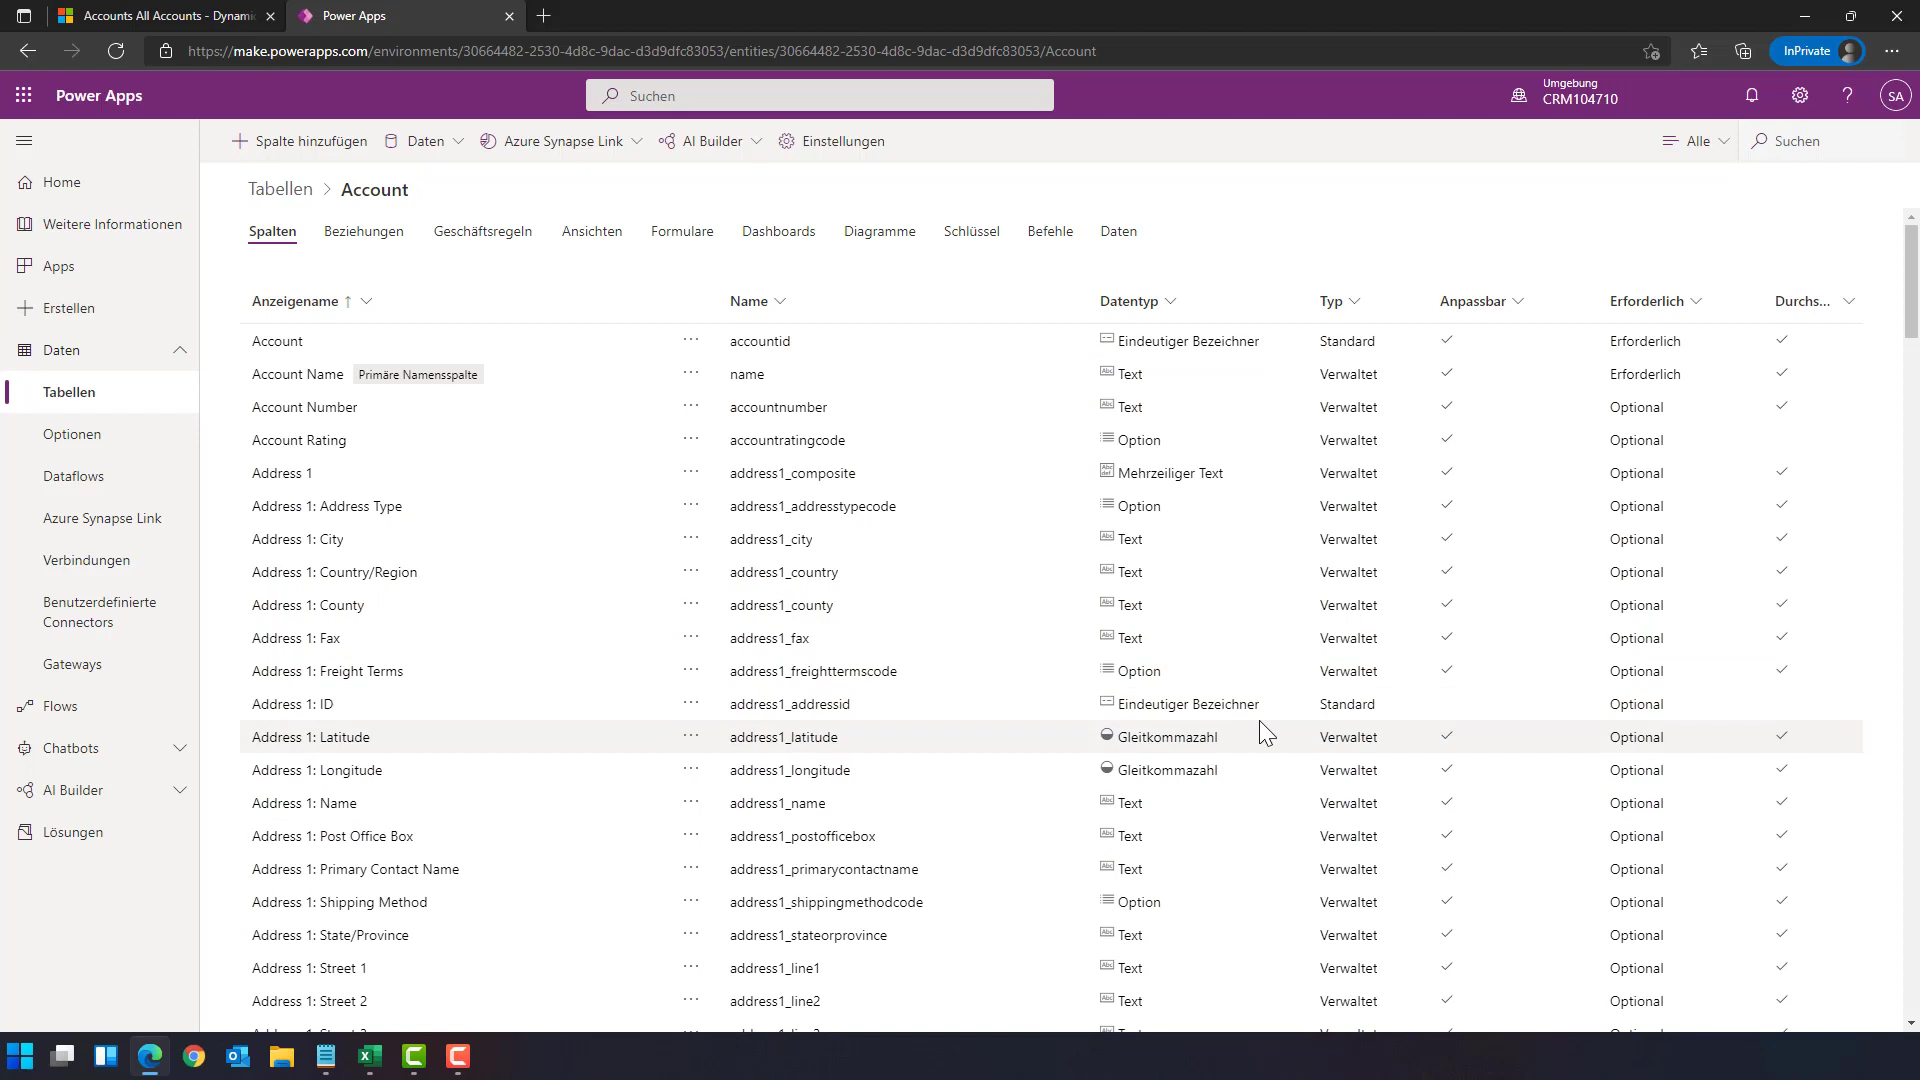 Accounts All Accounts - Dynami
Power Apps
https://make.powerapps.com/environments/30664482-2530-4d8c-9dac-d3d9dfc83053/entities/30664482-2530-4d8c-9dac-d3d9dfc83053/Account
InPrivate
Power Apps
Suchen
Umgebung
CRM104710
SA
Spalte hinzufügen
Daten
Azure Synapse Link
AI Builder
Einstellungen
Alle
Suchen
Home
Weitere Informationen
Apps
Erstellen
Daten
Tabellen
Optionen
Dataflows
Azure Synapse Link
Verbindungen
Benutzerdefinierte
Connectors
Gateways
Flows
Chatbots
AI Builder
Lösungen
Tabellen > Account
Spalten Beziehungen Geschäftsregeln Ansichten Formulare Dashboards Diagramme Schlüssel Befehle Daten
Anzeigename ↑ Name Datentyp Typ Anpassbar Erforderlich Durchs...
Account ··· accountid Eindeutiger Bezeichner Standard Erforderlich
Account Name Primäre Namensspalte ··· name Text Verwaltet Erforderlich
Account Number ··· accountnumber Text Verwaltet Optional
Account Rating ··· accountratingcode Option Verwaltet Optional
Address 1 ··· address1_composite Mehrzeiliger Text Verwaltet Optional
Address 1: Address Type ··· address1_addresstypecode Option Verwaltet Optional
Address 1: City ··· address1_city Text Verwaltet Optional
Address 1: Country/Region ··· address1_country Text Verwaltet Optional
Address 1: County ··· address1_county Text Verwaltet Optional
Address 1: Fax ··· address1_fax Text Verwaltet Optional
Address 1: Freight Terms ··· address1_freighttermscode Option Verwaltet Optional
Address 1: ID ··· address1_addressid Eindeutiger Bezeichner Standard Optional
Address 1: Latitude ··· address1_latitude Gleitkommazahl Verwaltet Optional
Address 1: Longitude ··· address1_longitude Gleitkommazahl Verwaltet Optional
Address 1: Name ··· address1_name Text Verwaltet Optional
Address 1: Post Office Box ··· address1_postofficebox Text Verwaltet Optional
Address 1: Primary Contact Name ··· address1_primarycontactname Text Verwaltet Optional
Address 1: Shipping Method ··· address1_shippingmethodcode Option Verwaltet Optional
Address 1: State/Province ··· address1_stateorprovince Text Verwaltet Optional
Address 1: Street 1 ··· address1_line1 Text Verwaltet Optional
Address 1: Street 2 ··· address1_line2 Text Verwaltet Optional